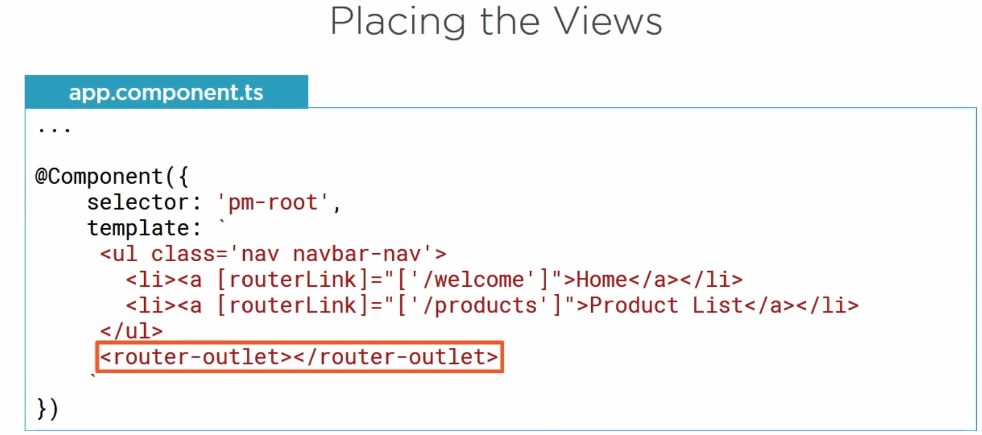 Placing the Views
app.component.ts
...
@Component({
    selector: 'pm-root',
    template: `
     <ul class='nav navbar-nav'>
       <li><a [routerLink]="['/welcome']">Home</a></li>
       <li><a [routerLink]="['/products']">Product List</a></li>
     </ul>
     <router-outlet></router-outlet>
    `
})